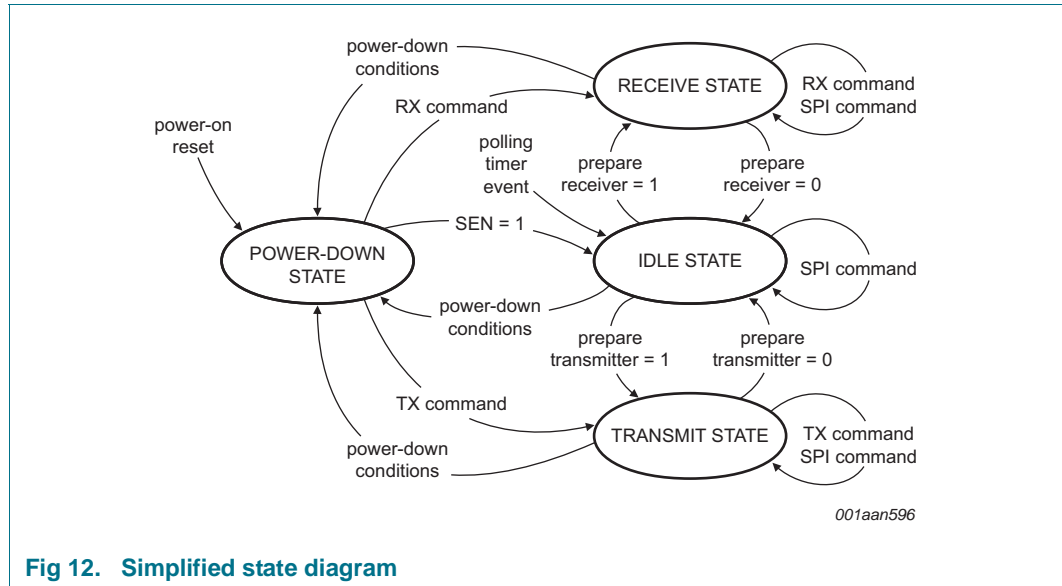 power-down
conditions
RECEIVE STATE
RX command
SPI command
RX command
power-on
reset
polling
timer
event
prepare
receiver = 1
prepare
receiver = 0
SEN = 1
POWER-DOWN
STATE
IDLE STATE
SPI command
power-down
conditions
prepare
transmitter = 1
prepare
transmitter = 0
TX command
power-down
conditions
TRANSMIT STATE
TX command
SPI command
001aan596
Fig 12. Simplified state diagram